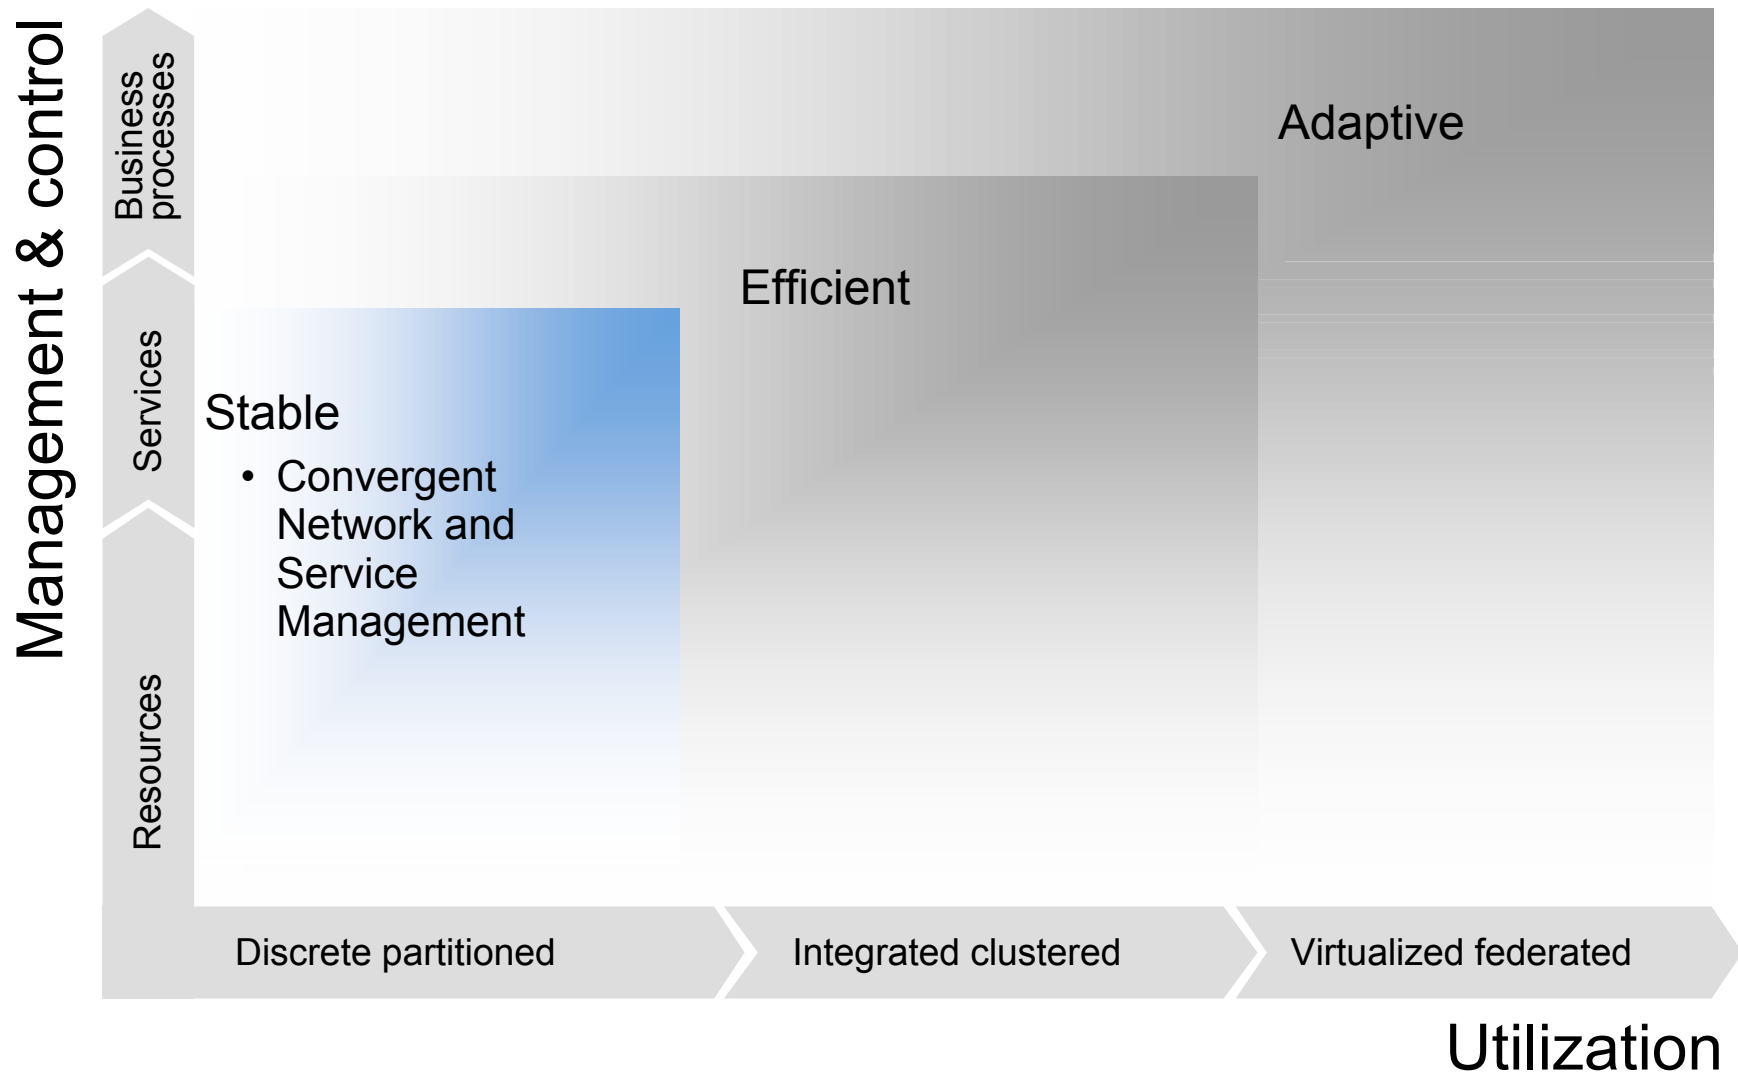 Management & control
Business
processes
Services
Resources
Adaptive
Efficient
Stable
• Convergent
Network and
Service
Management
Discrete partitioned
Integrated clustered
Virtualized federated
Utilization